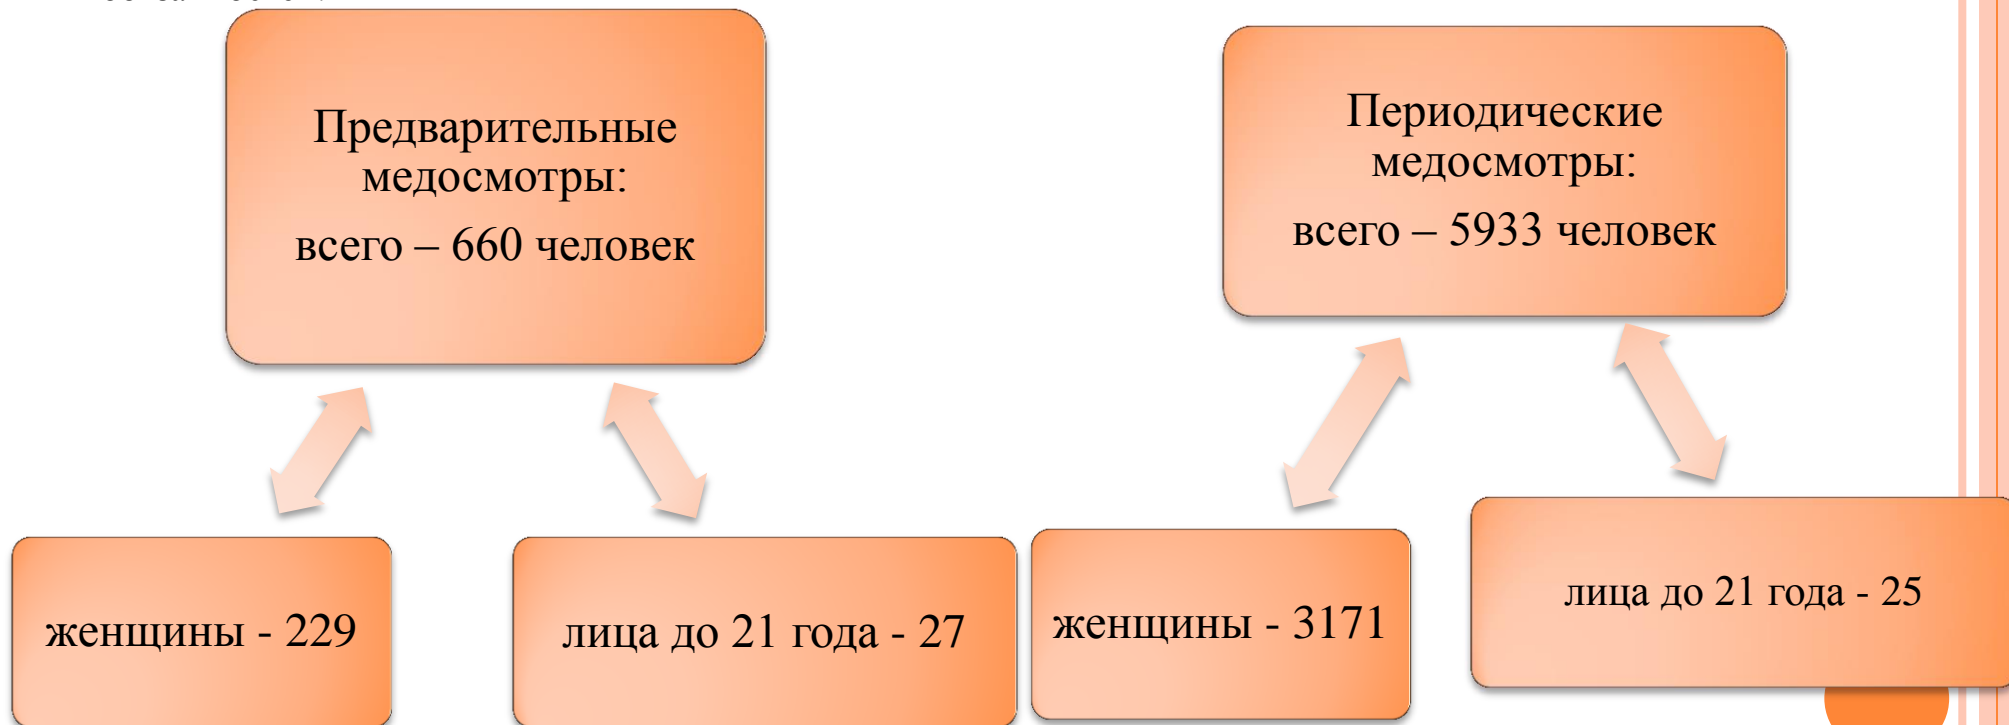 Предварительные
медосмотры:
всего – 660 человек
Периодические
медосмотры:
всего – 5933 человек
женщины - 229
лица до 21 года - 27
женщины - 3171
лица до 21 года - 25